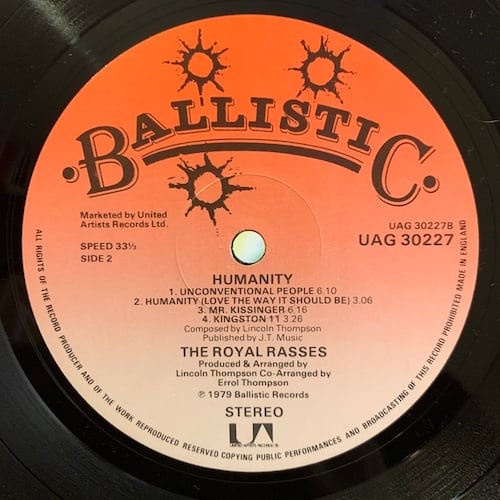 BALLISTIC
Marketed by United
Artists Records Ltd.
SPEED 33⅓
SIDE 2
UAG 30227B
UAG 30227
HUMANITY
1. UNCONVENTIONAL PEOPLE 6.10
2. HUMANITY (LOVE THE WAY IT SHOULD BE) 3.06
3. MR. KISSINGER 6.16
4. KINGSTON 11 3.26
Composed by Lincoln Thompson
Published by J.T. Music
THE ROYAL RASSES
Produced & Arranged by
Lincoln Thompson Co-Arranged by
Errol Thompson
℗ 1979 Ballistic Records
STEREO
UA
UNITED ARTISTS RECORDS
ALL RIGHTS OF THE RECORD PRODUCER AND OF THE WORK REPRODUCED RESERVED COPYING PUBLIC PERFORMANCES AND BROADCASTING OF THIS RECORD PROHIBITED MADE IN ENGLAND